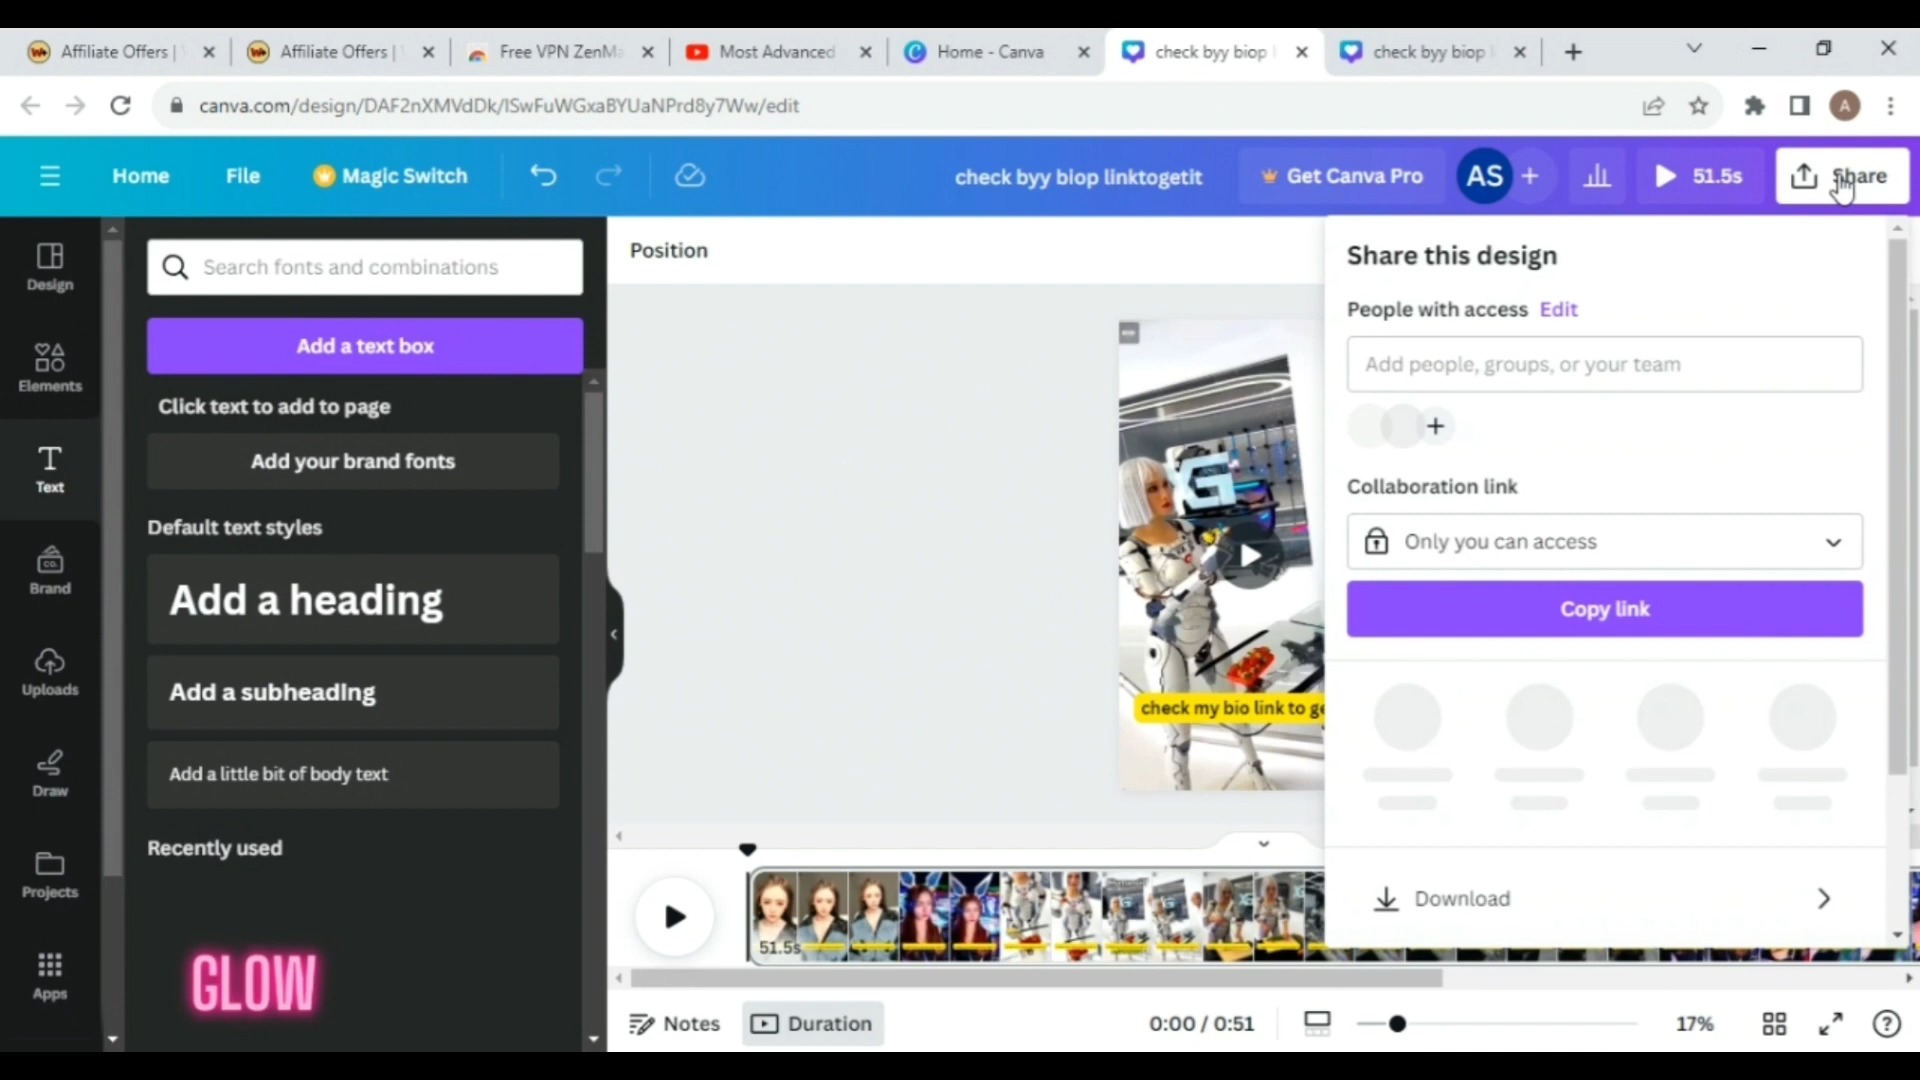 Affiliate Offers |
Affiliate Offers |
Free VPN ZenMa
Most Advanced
Home - Canva
check byy biop
check byy biop
canva.com/design/DAF2nXMVdDk/ISwFuWGxaBYUaNPrd8y7Ww/edit
A
Home
File
Magic Switch
check byy biop linktogetit
Get Canva Pro
AS
51.5s
Share
Design
Elements
Text
Brand
Uploads
Draw
Projects
Apps
Search fonts and combinations
Add a text box
Click text to add to page
Add your brand fonts
Default text styles
Add a heading
Add a subheading
Add a little bit of body text
Recently used
GLOW
Position
check my bio link to ge
Share this design
People with access Edit
Add people, groups, or your team
Collaboration link
Only you can access
Copy link
Download
51.5s
Notes
Duration
0:00 / 0:51
17%